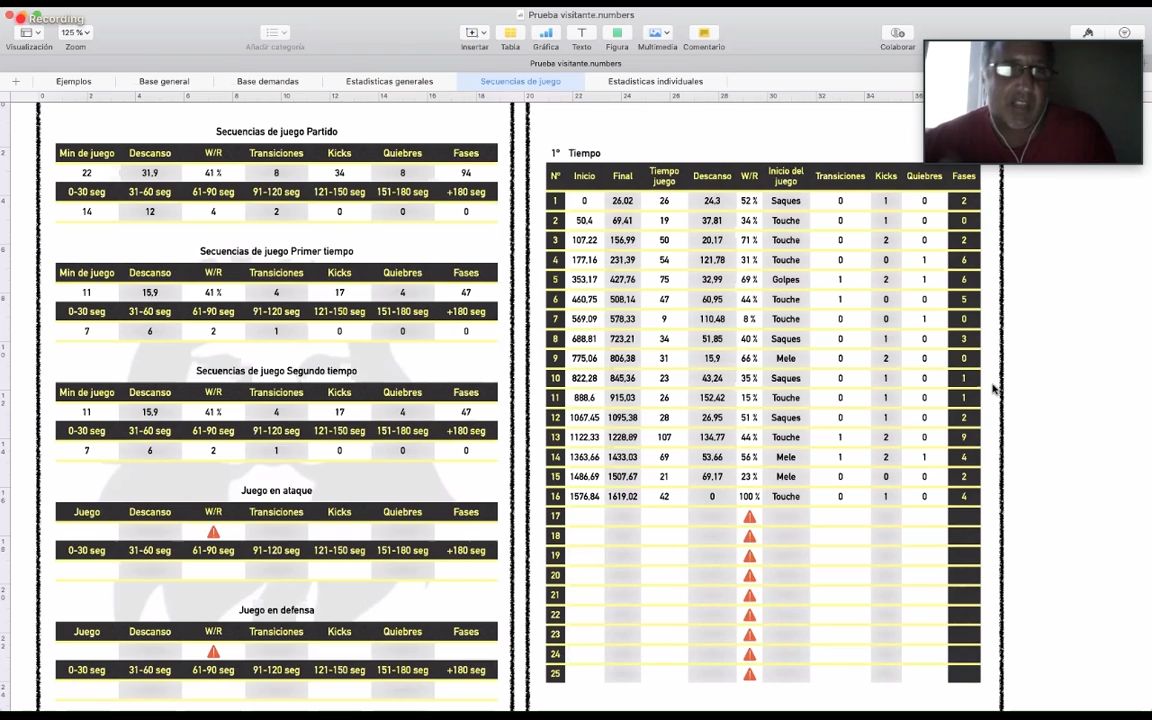 Recording
Prueba visitante.numbers
125 %
Visualización Zoom Añadir categoría Insertar Tabla Gráfica Texto Figura Multimedia Comentario Colaborar
Prueba visitante.numbers
Ejemplos Base general Base demandas Estadisticas generales Secuencias de juego Estadisticas individuales
0 2 4 6 8 10 12 14 16 18 20 22 24 26 28 30 32 34 36
Secuencias de juego Partido
Min de juego Descanso W/R Transiciones Kicks Quiebres Fases
22 31,9 41 % 8 34 8 94
0-30 seg 31-60 seg 61-90 seg 91-120 seg 121-150 seg 151-180 seg +180 seg
14 12 4 2 0 0 0
Secuencias de juego Primer tiempo
Min de juego Descanso W/R Transiciones Kicks Quiebres Fases
11 15,9 41 % 4 17 4 47
0-30 seg 31-60 seg 61-90 seg 91-120 seg 121-150 seg 151-180 seg +180 seg
7 6 2 1 0 0 0
Secuencias de juego Segundo tiempo
Min de juego Descanso W/R Transiciones Kicks Quiebres Fases
11 15,9 41 % 4 17 4 47
0-30 seg 31-60 seg 61-90 seg 91-120 seg 121-150 seg 151-180 seg +180 seg
7 6 2 1 0 0 0
Juego en ataque
Juego Descanso W/R Transiciones Kicks Quiebres Fases
0-30 seg 31-60 seg 61-90 seg 91-120 seg 121-150 seg 151-180 seg +180 seg
Juego en defensa
Juego Descanso W/R Transiciones Kicks Quiebres Fases
0-30 seg 31-60 seg 61-90 seg 91-120 seg 121-150 seg 151-180 seg +180 seg
1° Tiempo
Nº Inicio Final Tiempo juego Descanso W/R Inicio del juego Transiciones Kicks Quiebres Fases
1 0 26,02 26 24,3 52 % Saques 0 1 0 2
2 50,4 69,41 19 37,81 34 % Touche 0 1 0 0
3 107,22 156,99 50 20,17 71 % Touche 0 2 0 2
4 177,16 231,39 54 121,78 31 % Touche 0 0 1 6
5 353,17 427,76 75 32,99 69 % Golpes 1 2 1 6
6 460,75 508,14 47 60,95 44 % Touche 1 0 0 5
7 569,09 578,33 9 110,48 8 % Touche 0 0 1 0
8 688,81 723,21 34 51,85 40 % Saques 0 1 0 3
9 775,06 806,38 31 15,9 66 % Mele 0 2 0 0
10 822,28 845,36 23 43,24 35 % Saques 0 1 0 1
11 888,6 915,03 26 152,42 15 % Touche 0 1 0 1
12 1067,45 1095,38 28 26,95 51 % Saques 0 1 0 2
13 1122,33 1228,89 107 134,77 44 % Touche 1 2 0 9
14 1363,66 1433,03 69 53,66 56 % Mele 1 2 1 4
15 1486,69 1507,67 21 69,17 23 % Mele 0 0 0 2
16 1576,84 1619,02 42 0 100 % Touche 0 1 0 4
17
18
19
20
21
22
23
24
25